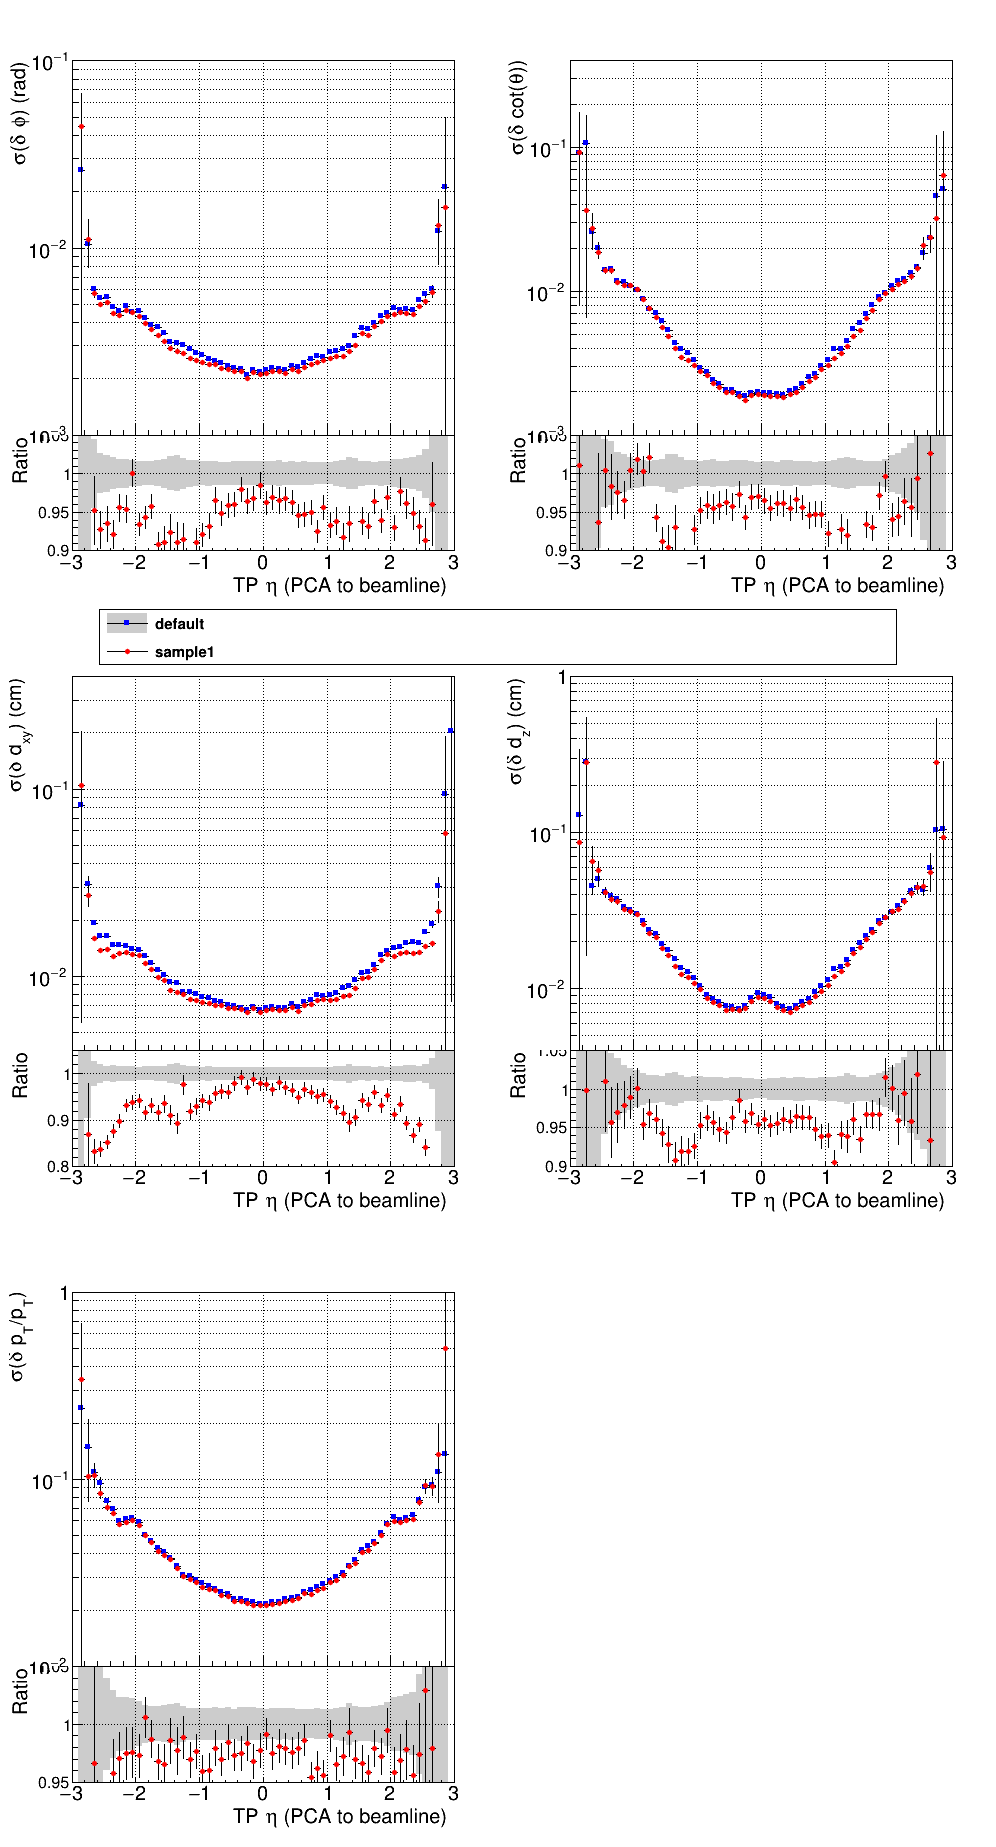 σ(δ φ) (rad)
10⁻¹
10⁻²
10⁻³
Ratio
1
0.95
0.9
−3 −2 −1 0 1 2 3
TP η (PCA to beamline)
σ(δ cot(θ))
10⁻¹
10⁻²
10⁻³
Ratio
1
0.95
0.9
−3 −2 −1 0 1 2 3
TP η (PCA to beamline)
default
sample1
σ(δ d_xy) (cm)
10⁻¹
10⁻²
Ratio
1
0.9
0.8
−3 −2 −1 0 1 2 3
TP η (PCA to beamline)
σ(δ d_z) (cm)
1
10⁻¹
10⁻²
Ratio
1.05
1
0.95
0.9
−3 −2 −1 0 1 2 3
TP η (PCA to beamline)
σ(δ p_T/p_T)
1
10⁻¹
10⁻²
Ratio
1
0.95
−3 −2 −1 0 1 2 3
TP η (PCA to beamline)